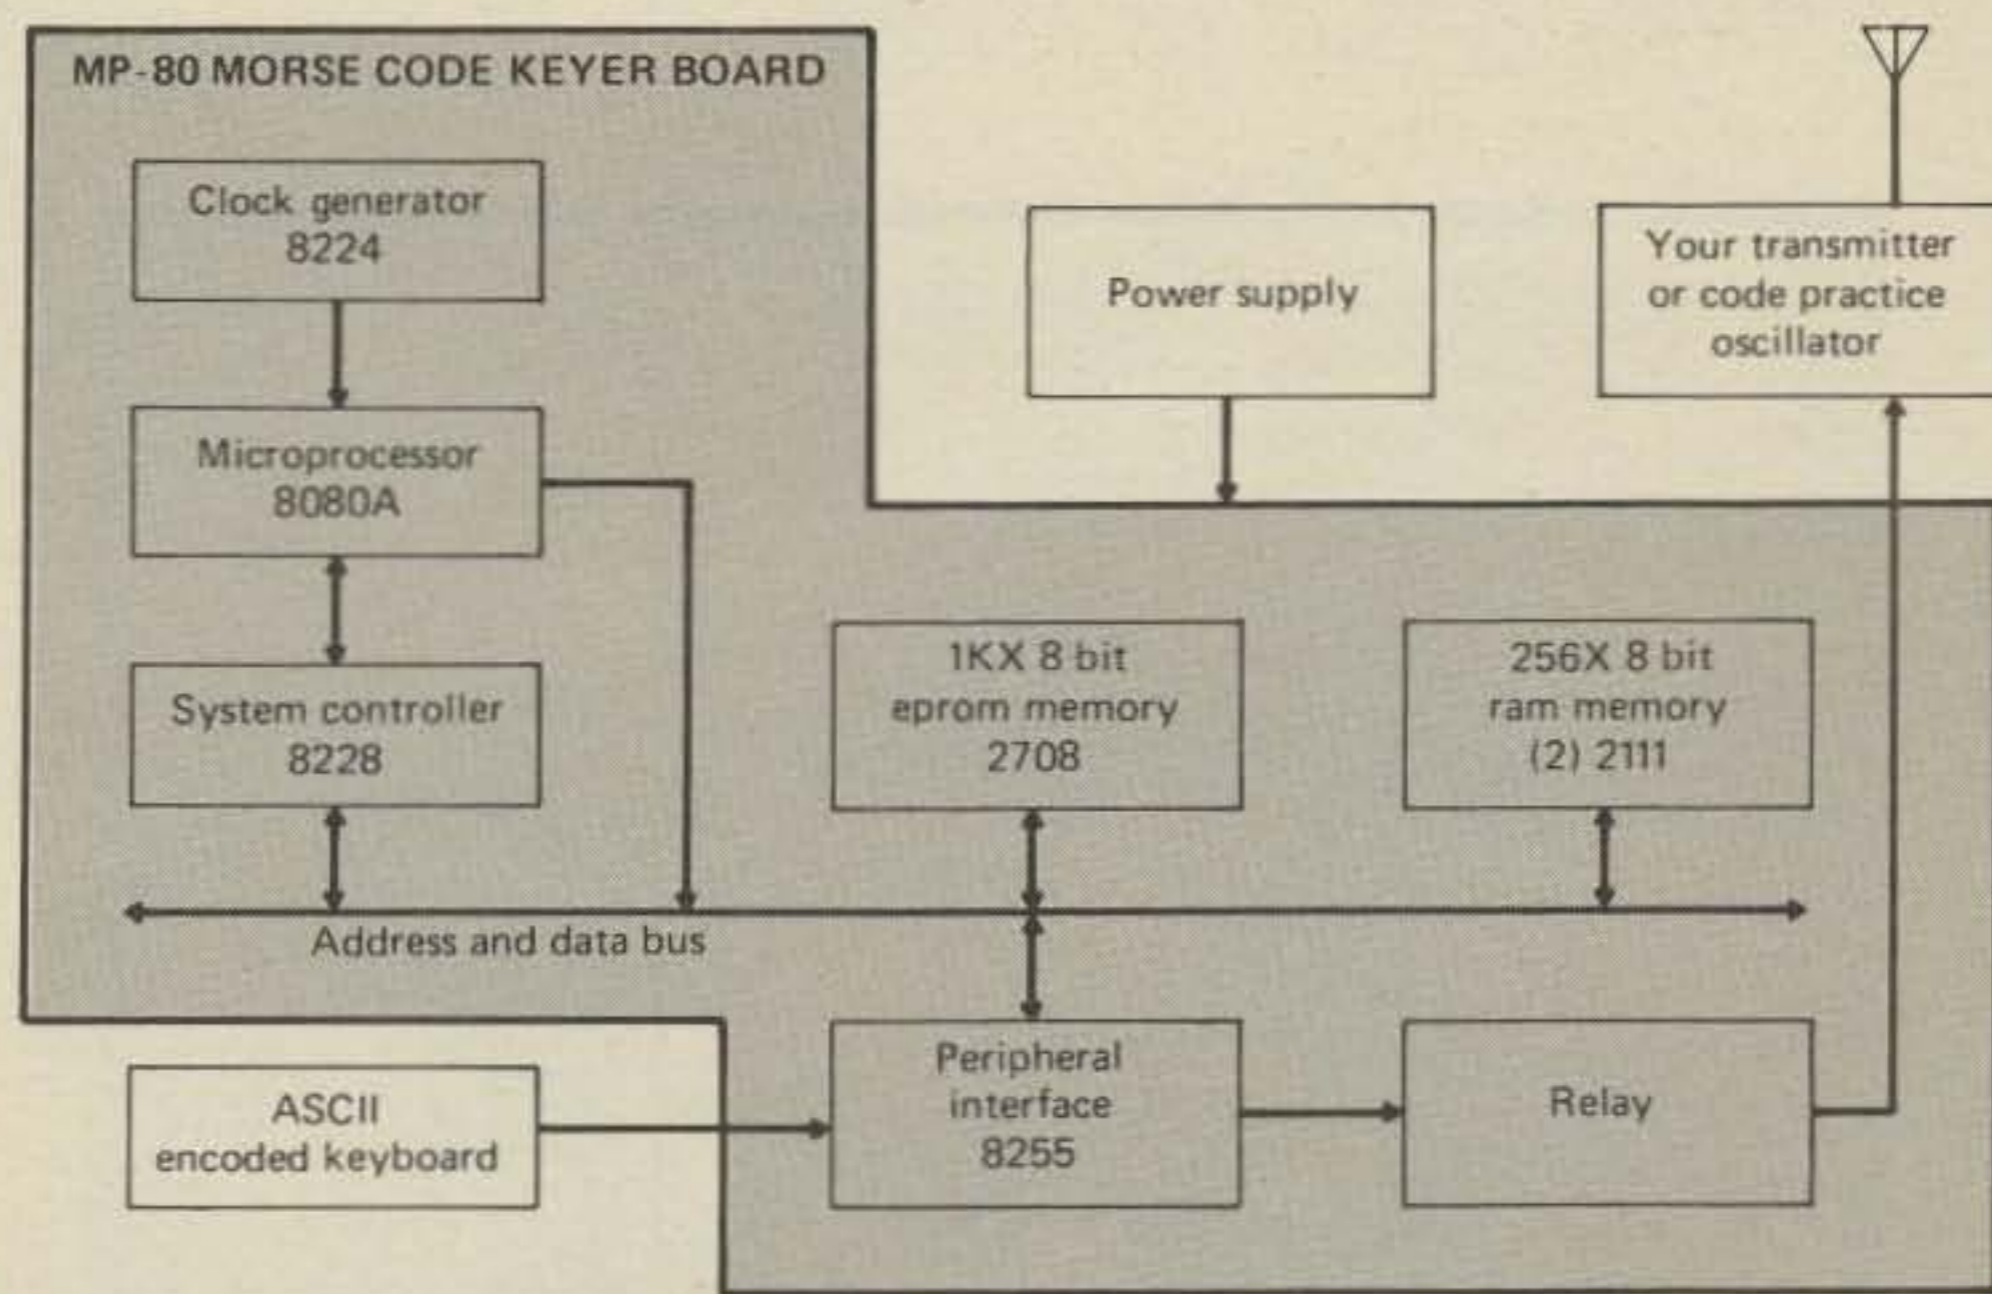 MP-80 MORSE CODE KEYER BOARD
Clock generator
8224
Microprocessor
8080A
System controller
8228
Address and data bus
Power supply
Your transmitter
or code practice
oscillator
1KX 8 bit
eprom memory
2708
256X 8 bit
ram memory
(2) 2111
ASCII
encoded keyboard
Peripheral
interface
8255
Relay